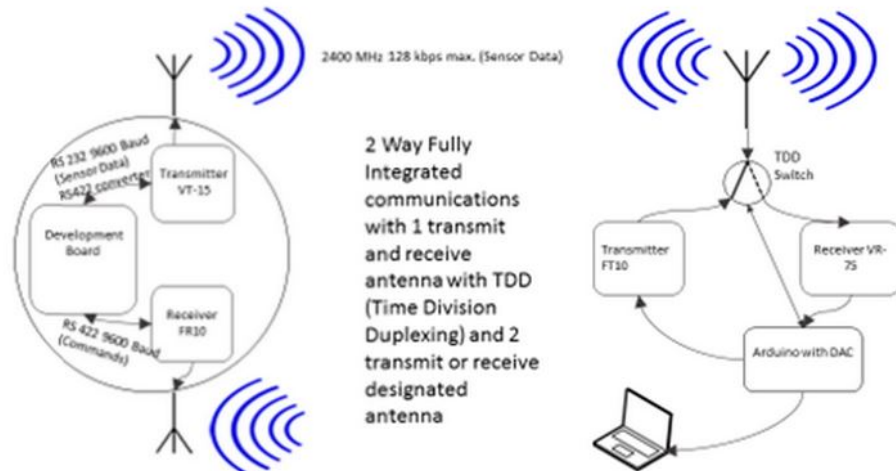 2400 MHz 128 kbps max. (Sensor Data)
RS 232 9600 Baud
(Sensor Data)
RS422 converter
Transmitter
VT-15
Development
Board
Receiver
FR10
RS 422 9600 Baud
(Commands)
2 Way Fully
Integrated
communications
with 1 transmit
and receive
antenna with TDD
(Time Division
Duplexing) and 2
transmit or receive
designated
antenna
TDD
Switch
Transmitter
FT10
Receiver VR-
75
Arduino with DAC